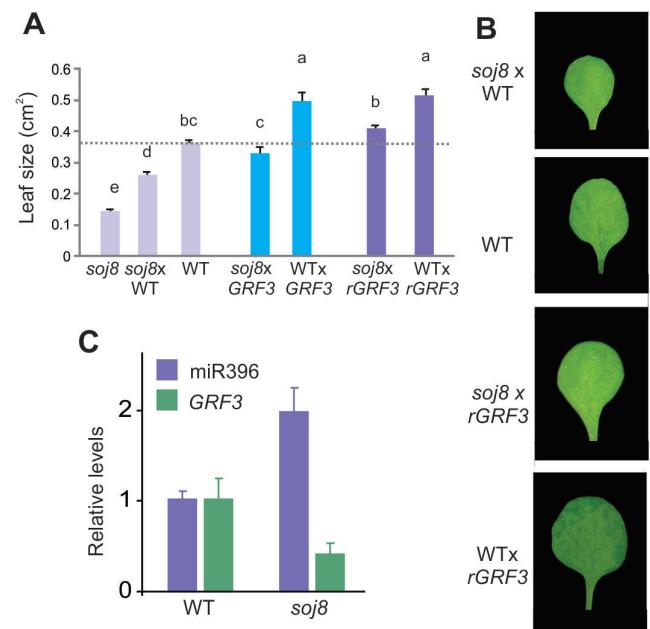 A
Leaf size (cm²)
0.6
0.5
0.4
0.3
0.2
0.1
0
e
d
bc
c
a
b
a
soj8 soj8x WT soj8x WTx soj8x WTx
WT GRF3 GRF3 rGRF3 rGRF3
B
soj8 x
WT
WT
soj8 x
rGRF3
WTx
rGRF3
C
miR396
GRF3
Relative levels
2
1
0
WT soj8